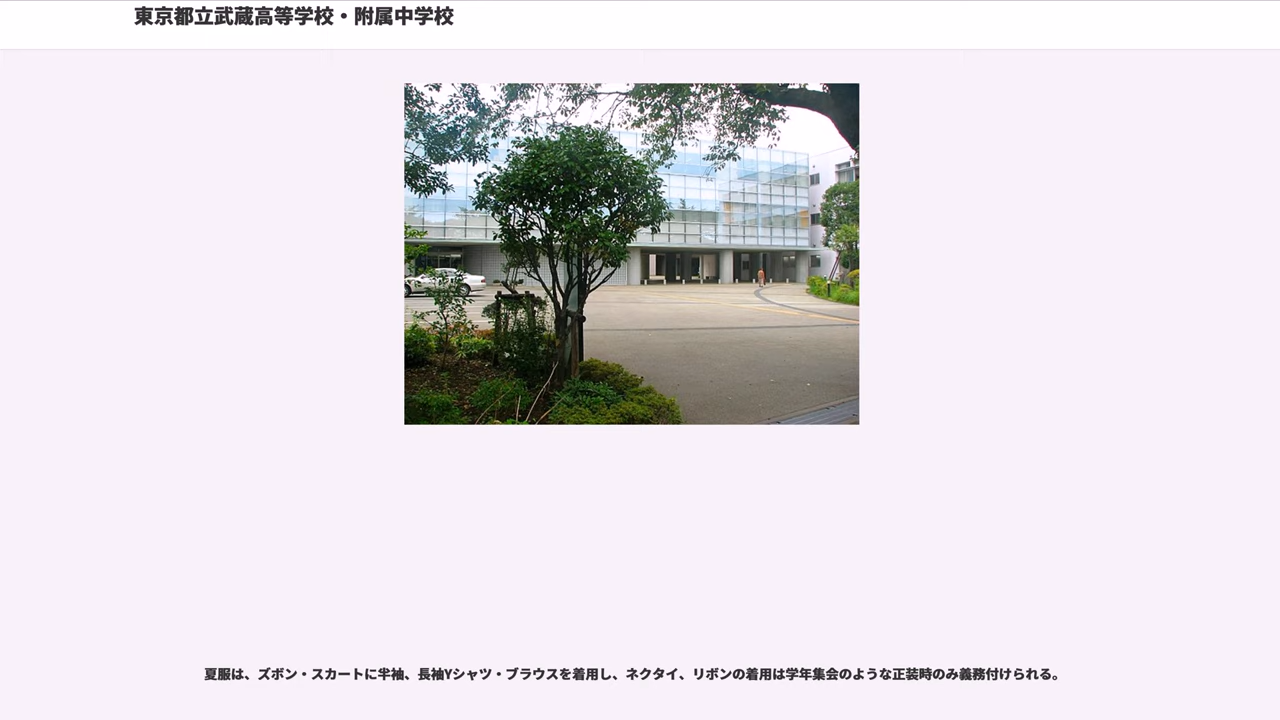 東京都立武蔵高等学校・附属中学校
夏服は、ズボン・スカートに半袖、長袖Yシャツ・ブラウスを着用し、ネクタイ、リボンの着用は学年集会のような正装時のみ義務付けられる。